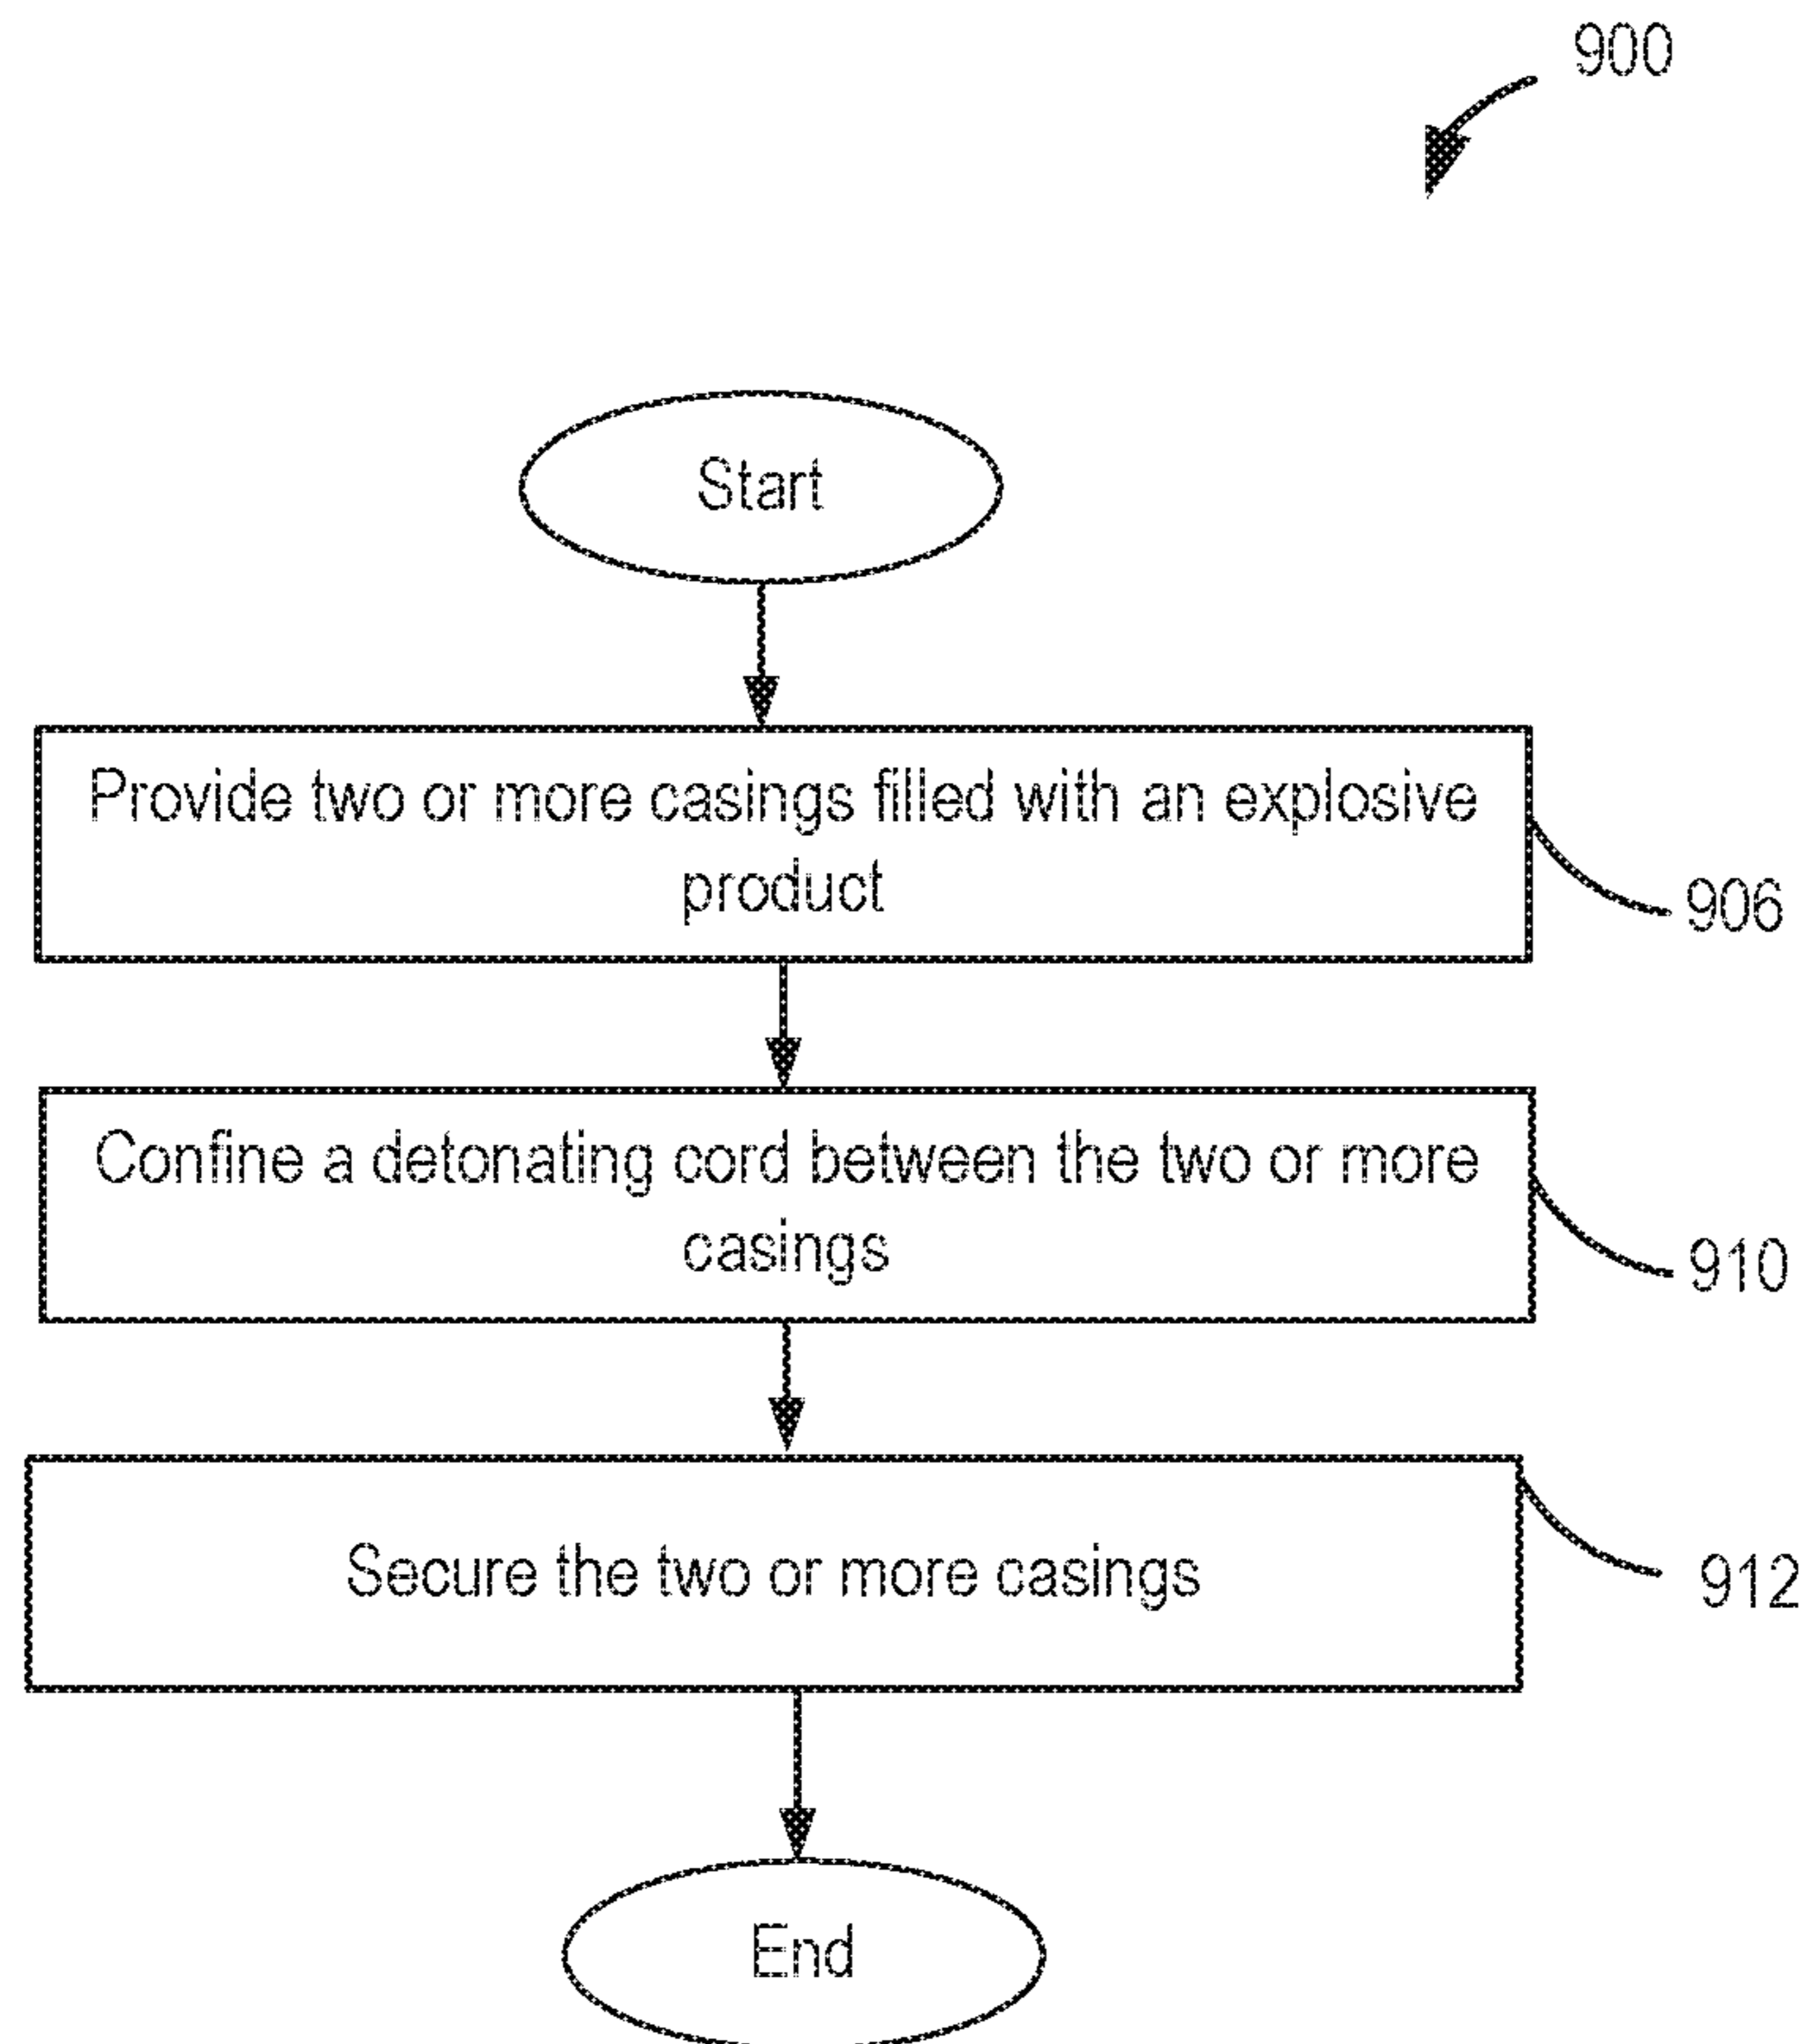 900
Start
Provide two or more casings filled with an explosive
product
906
Confine a detonating cord between the two or more
casings
910
Secure the two or more casings
912
End